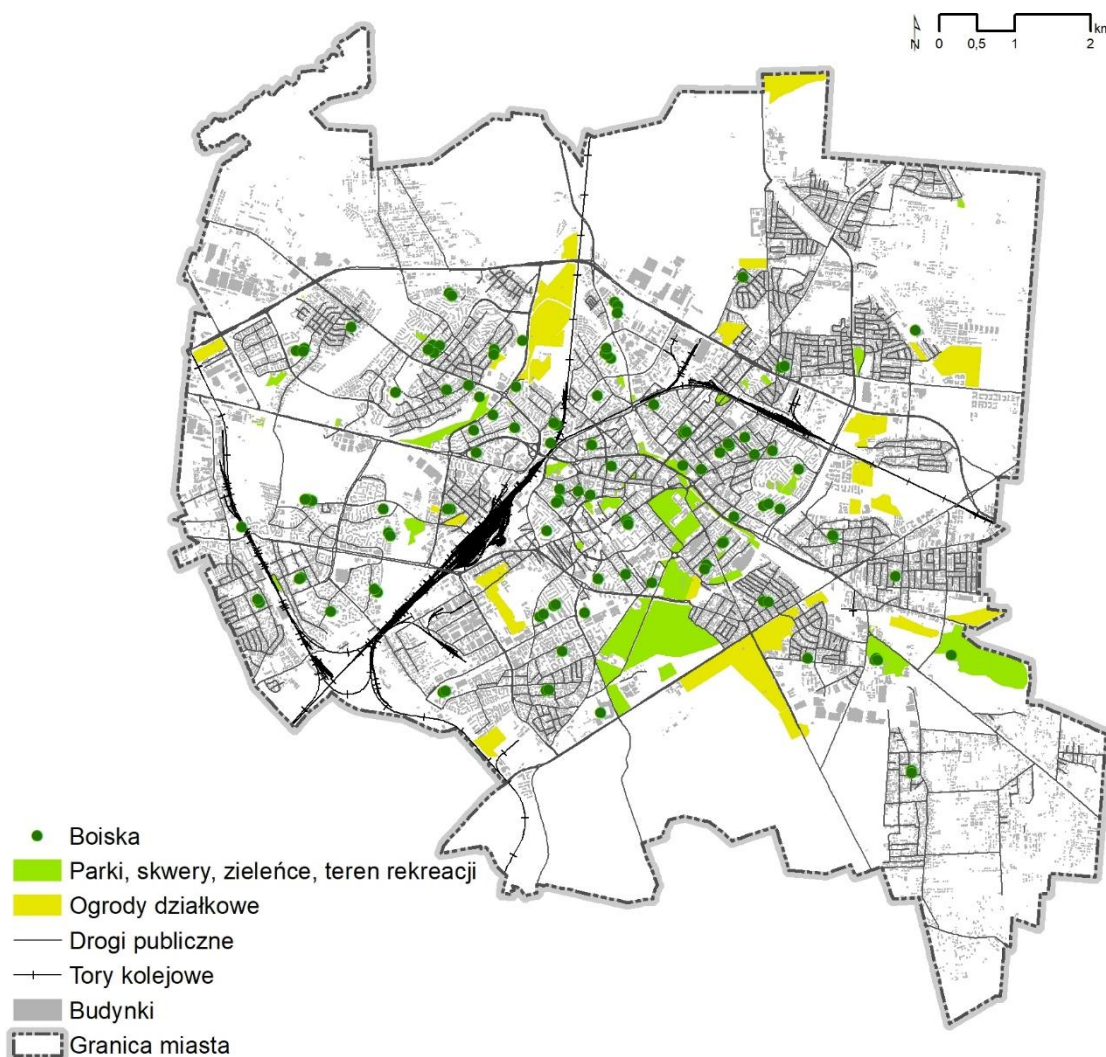 km
N 0 0,5 1 2
Boiska
Parki, skwery, zieleńce, teren rekreacji
Ogrody działkowe
Drogi publiczne
Tory kolejowe
Budynki
Granica miasta